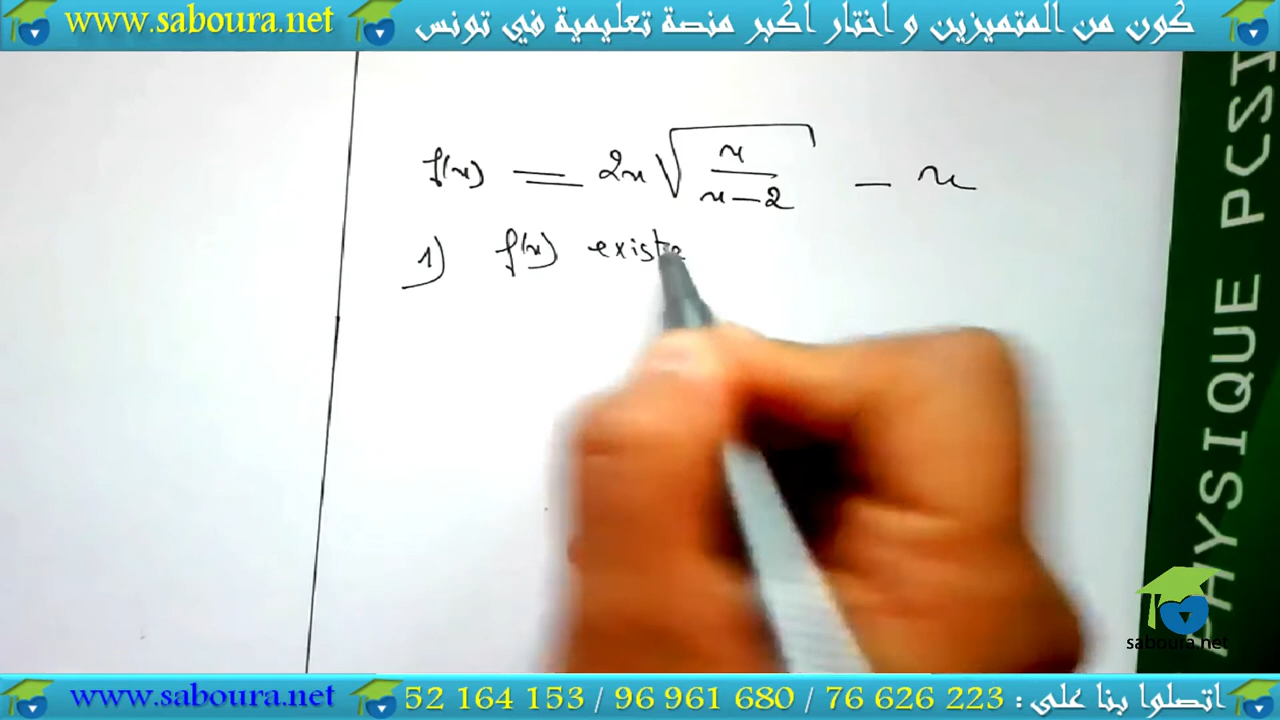 www.saboura.net
كون من المتميزين و اختار اكبر منصة تعليمية في تونس
f(x) = 2x √(x/(x-2)) - x
1) f(x) existe
PHYSIQUE PCSI
saboura.net
www.saboura.net
اتصلوا بنا على : 52 164 153 / 96 961 680 / 76 626 223